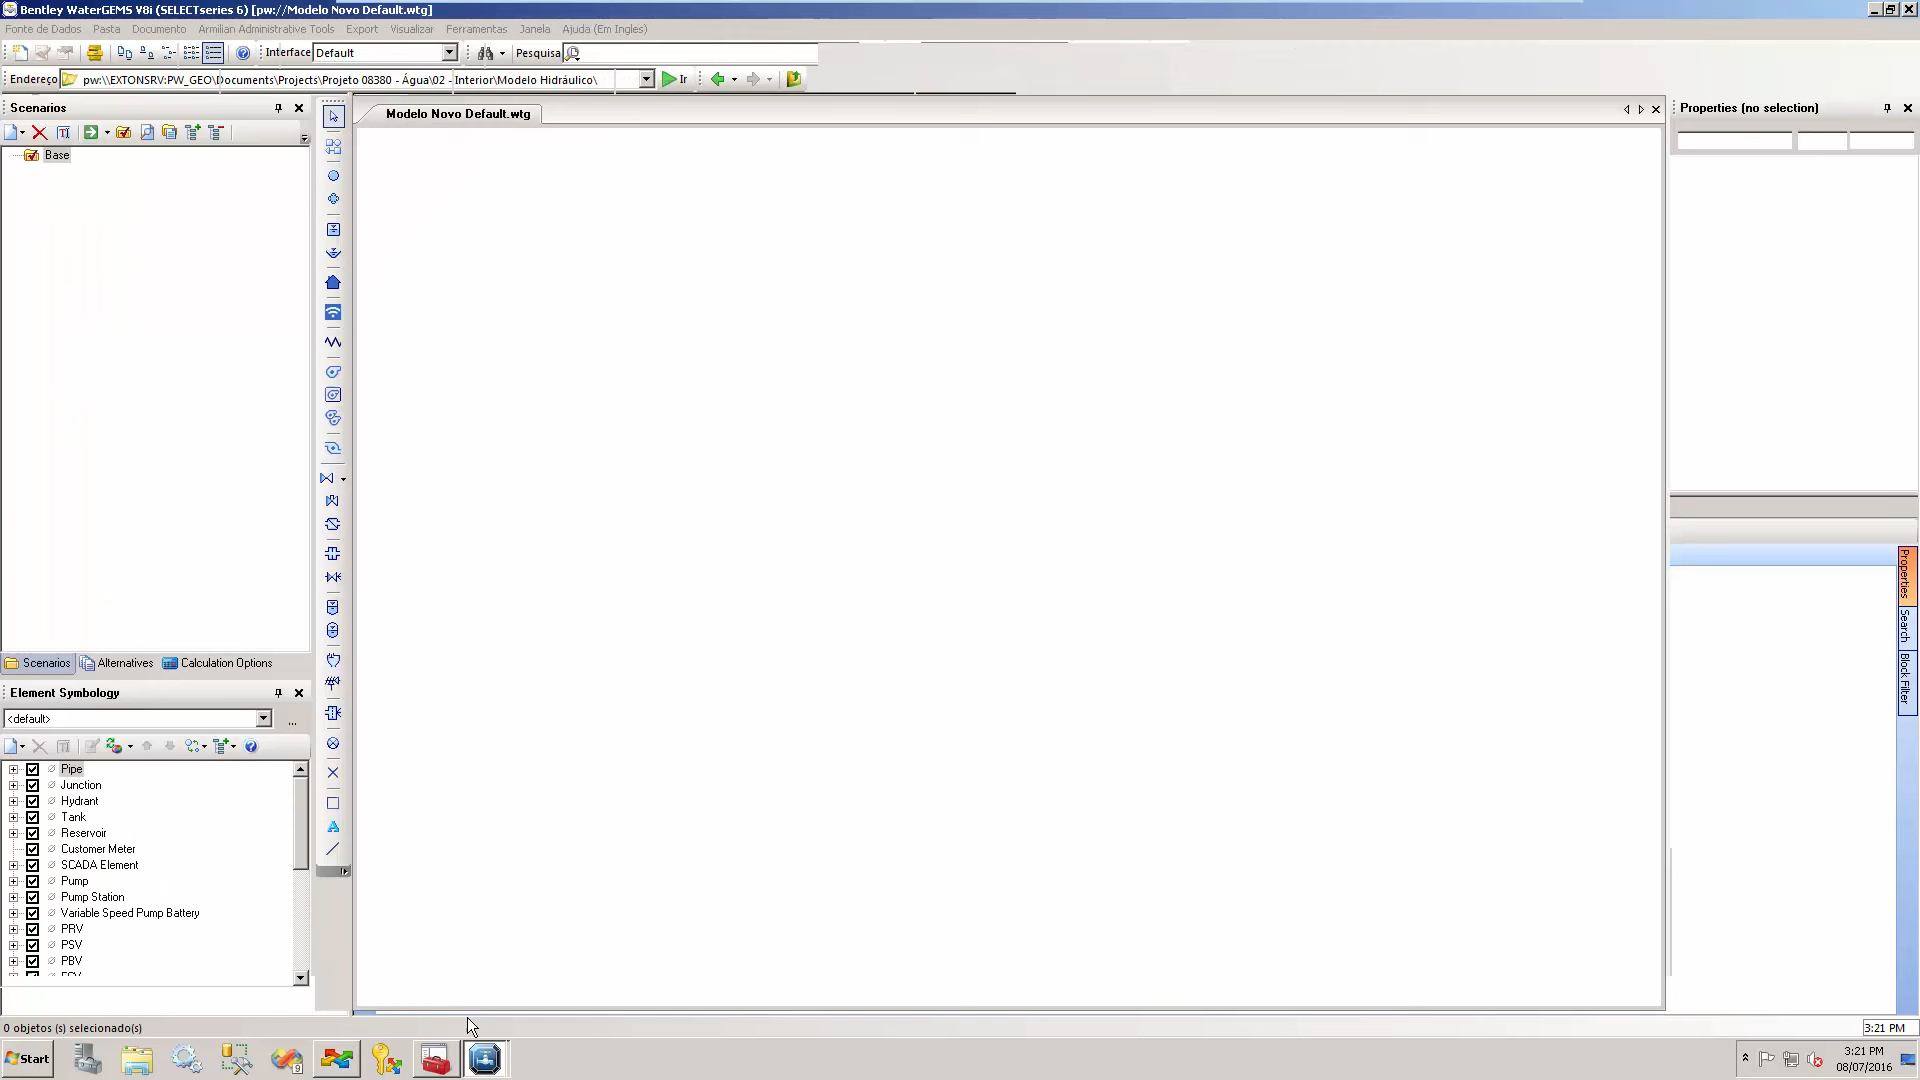 Bentley WaterGEMS V8i (SELECTseries 6) [pw://Modelo Novo Default.wtg]
Fonte de Dados Pasta Documento Armilian Administrative Tools Export Visualizar Ferramentas Janela Ajuda (Em Ingles)
Interface Default Pesquisa
Endereço pw:\\EXTONSRV:PW_GEO\Documents\Projects\Projeto 08380 - Água\02 - Interior\Modelo Hidráulico\ Ir
Scenarios
Modelo Novo Default.wtg
Properties (no selection)
Base
Properties
Search
Block Filter
Scenarios Alternatives Calculation Options
Element Symbology
<default>
...
Pipe
Junction
Hydrant
Tank
Reservoir
Customer Meter
SCADA Element
Pump
Pump Station
Variable Speed Pump Battery
PRV
PSV
PBV
0 objetos (s) selecionado(s)
3:21 PM
Start
9
3:21 PM
08/07/2016